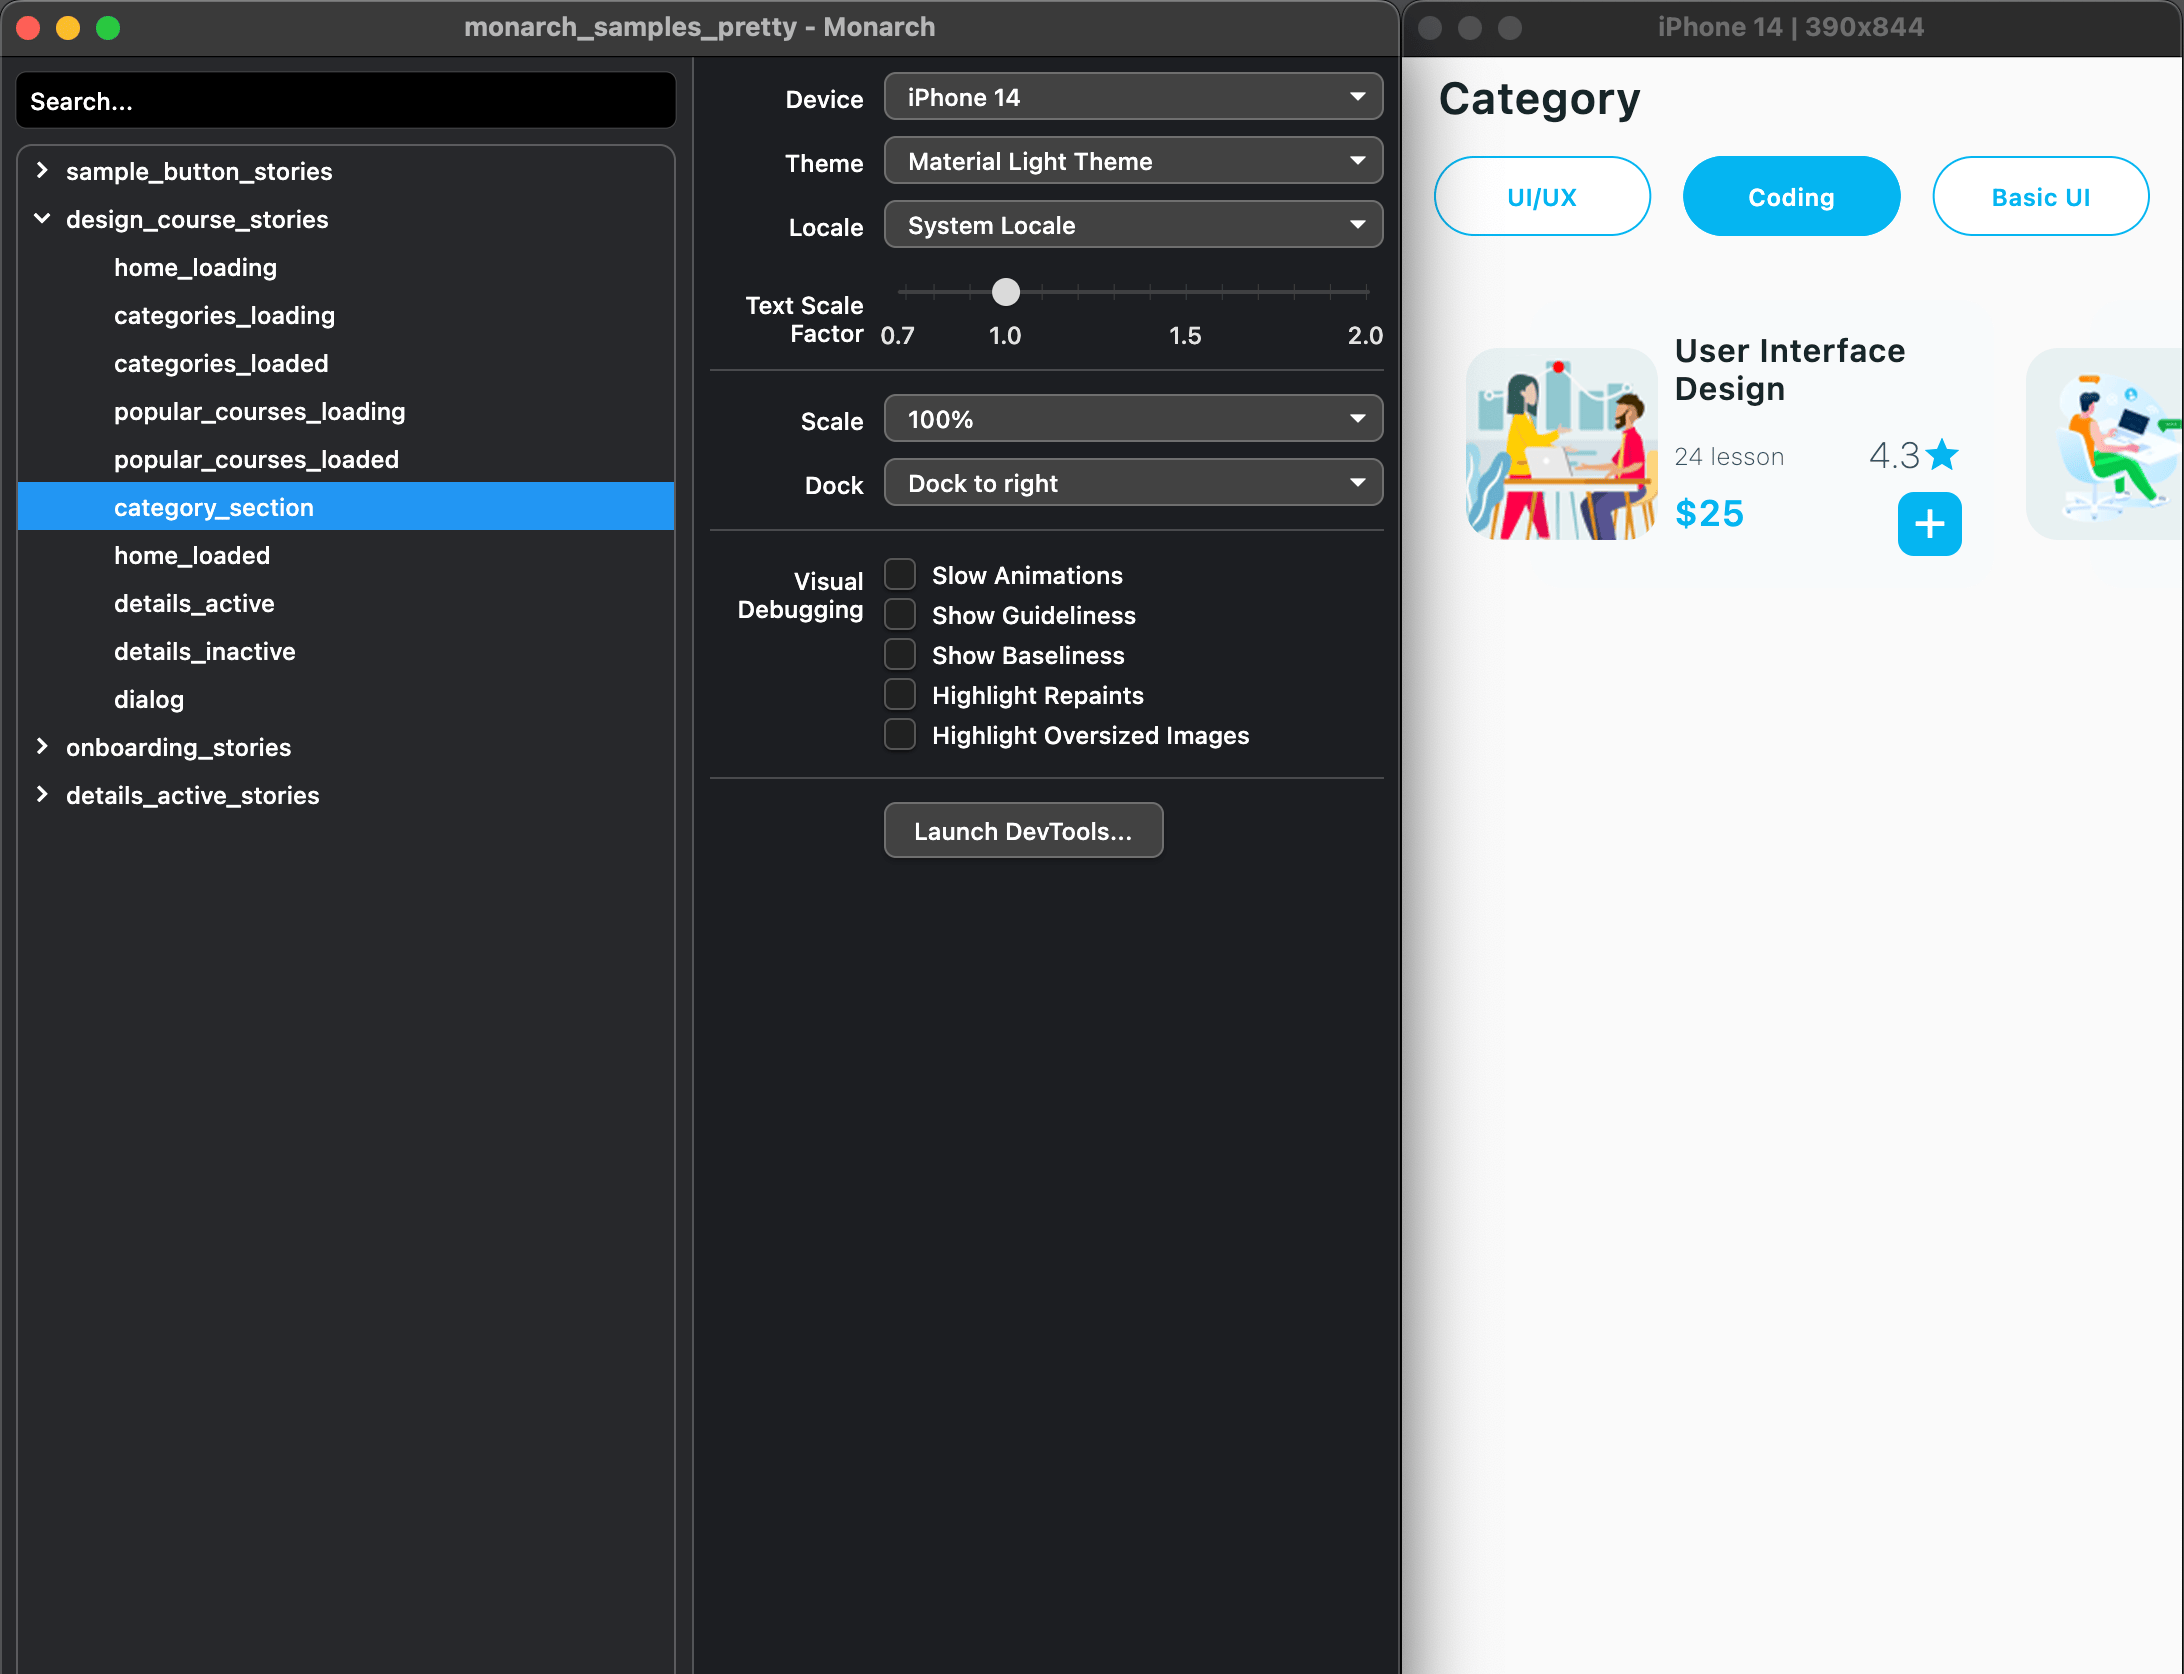 monarch_samples_pretty - Monarch
Search...
sample_button_stories
design_course_stories
home_loading
categories_loading
categories_loaded
popular_courses_loading
popular_courses_loaded
category_section
home_loaded
details_active
details_inactive
dialog
onboarding_stories
details_active_stories
Device
iPhone 14
Theme
Material Light Theme
Locale
System Locale
Text Scale
Factor
0.7 1.0 1.5 2.0
Scale
100%
Dock
Dock to right
Visual
Debugging
Slow Animations
Show Guideliness
Show Baseliness
Highlight Repaints
Highlight Oversized Images
Launch DevTools...
iPhone 14 | 390x844
Category
UI/UX
Coding
Basic UI
User Interface
Design
24 lesson
4.3
$25